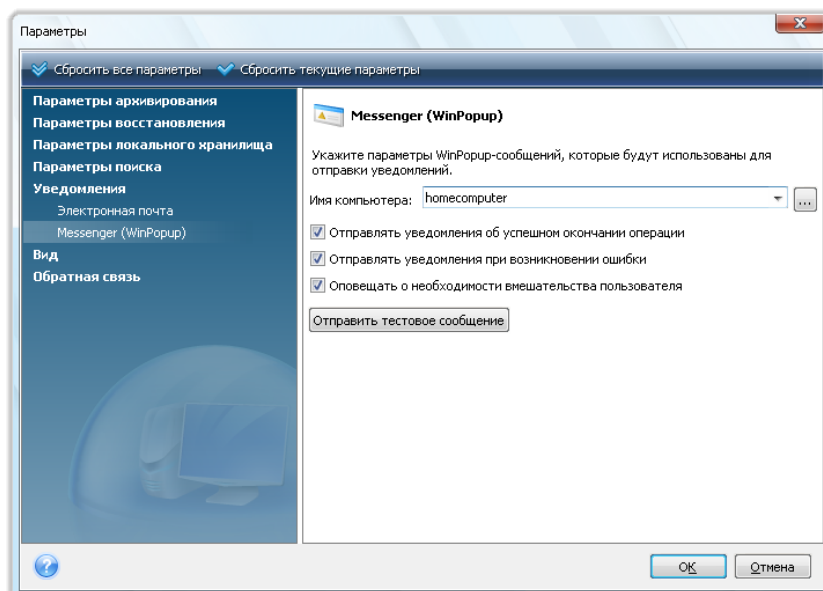 Параметры
Сбросить все параметры Сбросить текущие параметры
Параметры архивирования
Параметры восстановления
Параметры локального хранилища
Параметры поиска
Уведомления
Электронная почта
Messenger (WinPopup)
Вид
Обратная связь
Messenger (WinPopup)
Укажите параметры WinPopup-сообщений, которые будут использованы для
отправки уведомлений.
Имя компьютера: homecomputer ...
Отправлять уведомления об успешном окончании операции
Отправлять уведомления при возникновении ошибки
Оповещать о необходимости вмешательства пользователя
Отправить тестовое сообщение
? OK Отмена